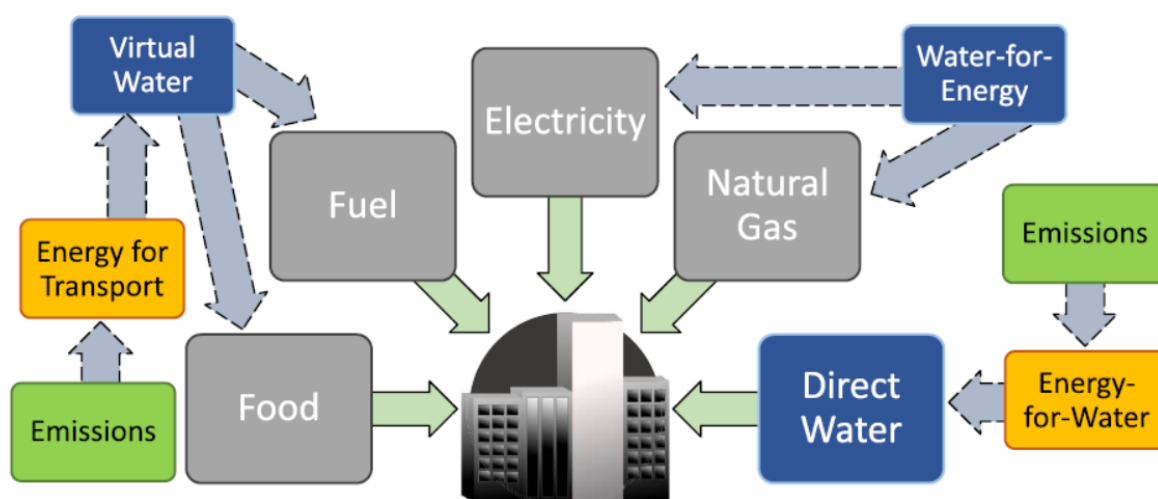 Virtual
Water
Electricity
Water-for-
Energy
Fuel
Natural
Gas
Energy for
Transport
Emissions
Food
Direct
Water
Energy-
for-Water
Emissions